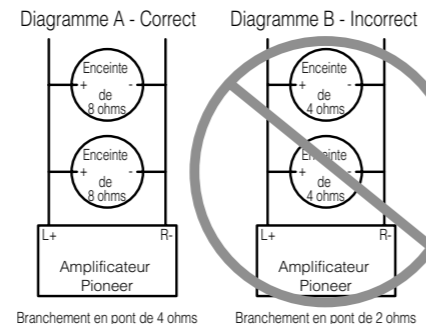 Diagramme A - Correct
Enceinte
+ -
de
8 ohms
Enceinte
+ -
de
8 ohms
L+ R-
Amplificateur
Pioneer
Branchement en pont de 4 ohms
Diagramme B - Incorrect
Enceinte
+ -
de
4 ohms
Enceinte
+ -
de
4 ohms
L+ R-
Amplificateur
Pioneer
Branchement en pont de 2 ohms